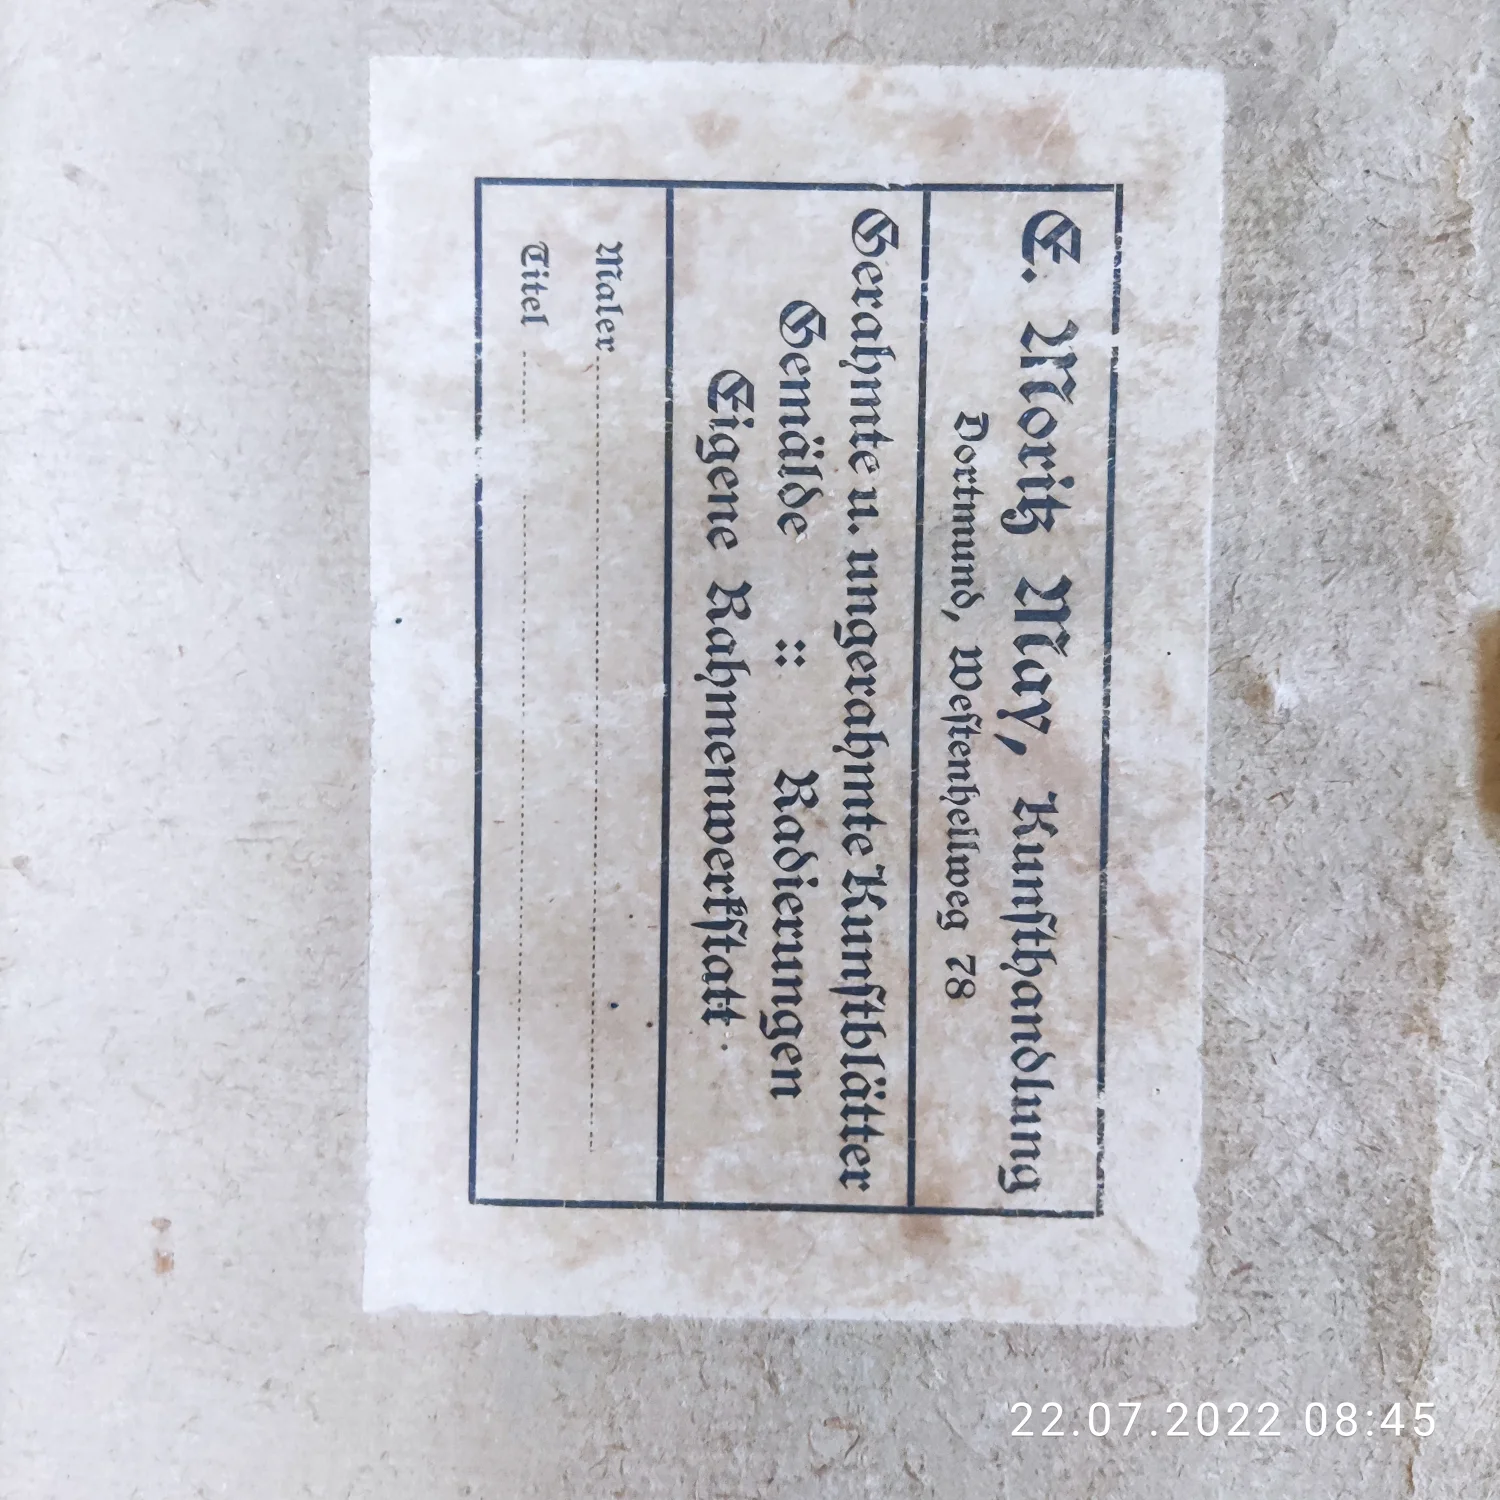 E. Moritz May, Kunsthandlung
Dortmund, Westenhellweg 78
Gerahmte u. ungerahmte Kunstblätter
Gemälde :: Radierungen
Eigene Rahmenwerkstatt.
Maler
Titel
22.07.2022 08:45